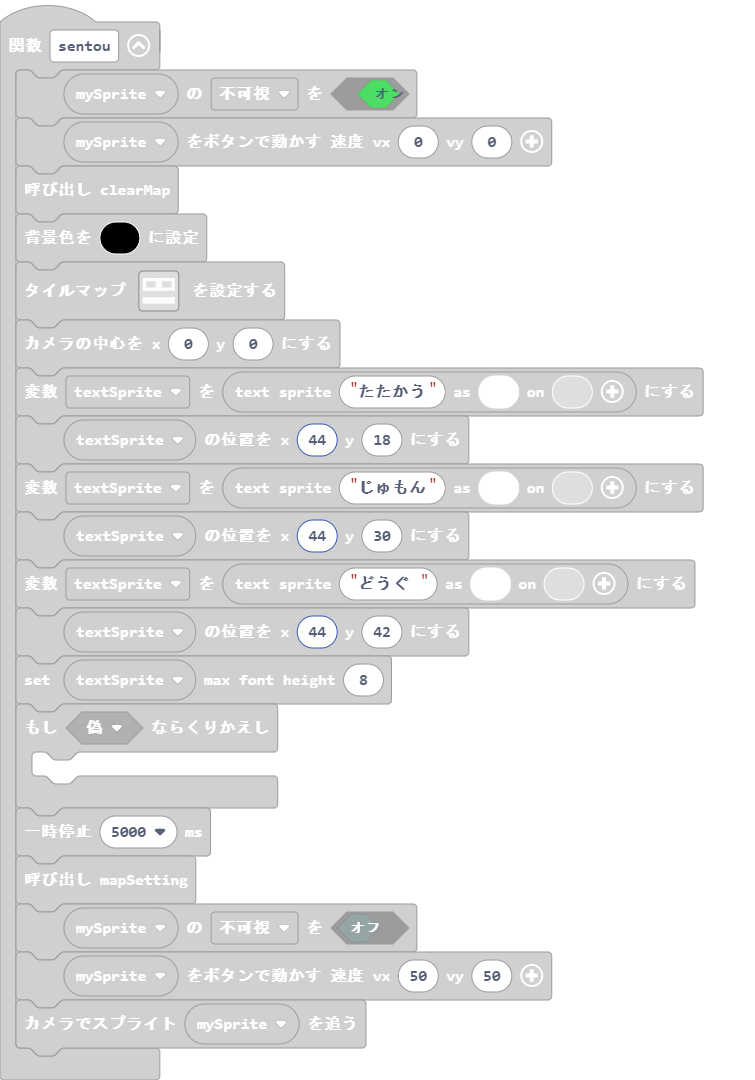 関数 sentou
mySprite の 不可視 を オン
mySprite をボタンで動かす 速度 vx 0 vy 0
呼び出し clearMap
背景色を に設定
タイルマップ を設定する
カメラの中心を x 0 y 0 にする
変数 textSprite を text sprite "たたかう" as on にする
textSprite の位置を x 44 y 18 にする
変数 textSprite を text sprite "じゅもん" as on にする
textSprite の位置を x 44 y 30 にする
変数 textSprite を text sprite "どうぐ " as on にする
textSprite の位置を x 44 y 42 にする
set textSprite max font height 8
もし 偽 ならくりかえし
一時停止 5000 ms
呼び出し mapSetting
mySprite の 不可視 を オフ
mySprite をボタンで動かす 速度 vx 50 vy 50
カメラでスプライト mySprite を追う